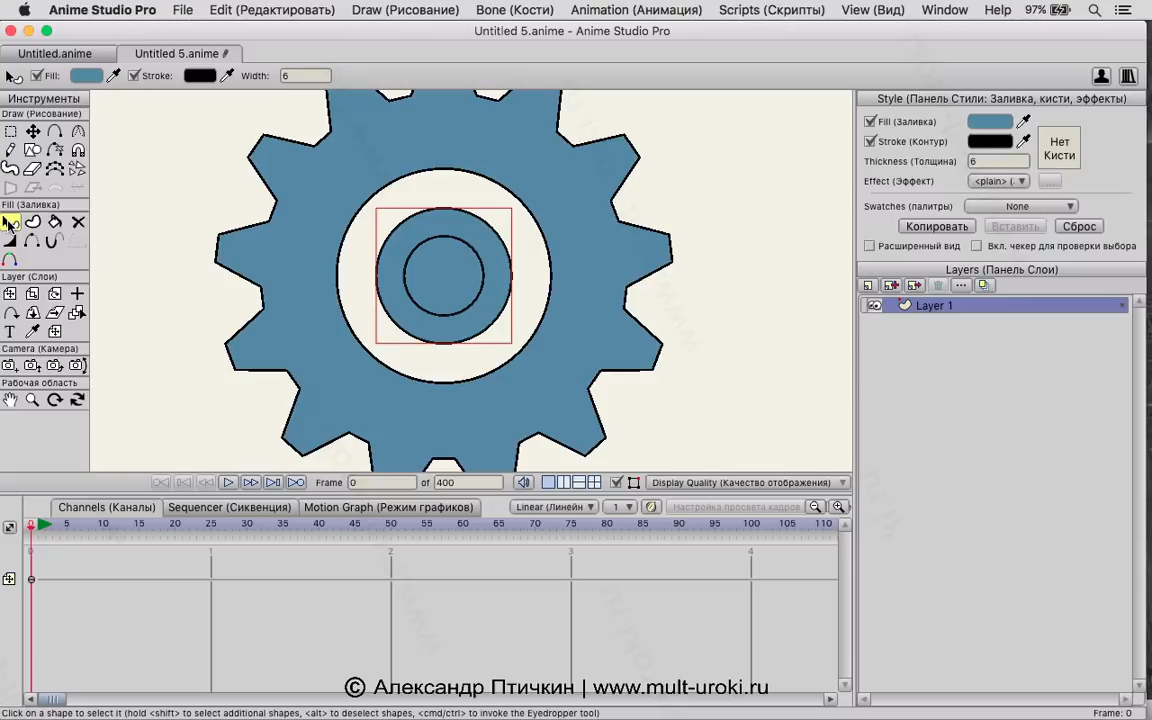 Anime Studio Pro File Edit (Редактировать) Draw (Рисование) Bone (Кости) Animation (Анимация) Scripts (Скрипты) View (Вид) Window Help 97%
Untitled 5.anime - Anime Studio Pro
Untitled.anime Untitled 5.anime
Fill: Stroke: Width: 6
Инструменты
Draw (Рисование)
Fill (Заливка)
Layer (Слои)
Camera (Камера)
Рабочая область
Style (Панель Стили: Заливка, кисти, эффекты)
Fill (Заливка)
Stroke (Контур)
Thickness (Толщина) 6
Нет
Кисти
Effect (Эффект) <plain> (.
Swatches (палитры) None
Копировать Вставить Сброс
Расширенный вид Вкл. чекер для проверки выбора
Layers (Панель Слои)
Layer 1
Frame 0 of 400 Display Quality (Качество отображения)
Channels (Каналы) Sequencer (Сиквенция) Motion Graph (Режим графиков) Linear (Линейн 1 Настройка просвета кадров
0 5 10 15 20 25 30 35 40 45 50 55 60 65 70 75 80 85 90 95 100 105 110
0 1 2 3 4
© Александр Птичкин | www.mult-uroki.ru
Click on a shape to select it (hold <shift> to select additional shapes, <alt> to deselect shapes, <cmd/ctrl> to invoke the Eyedropper tool) Frame: 0